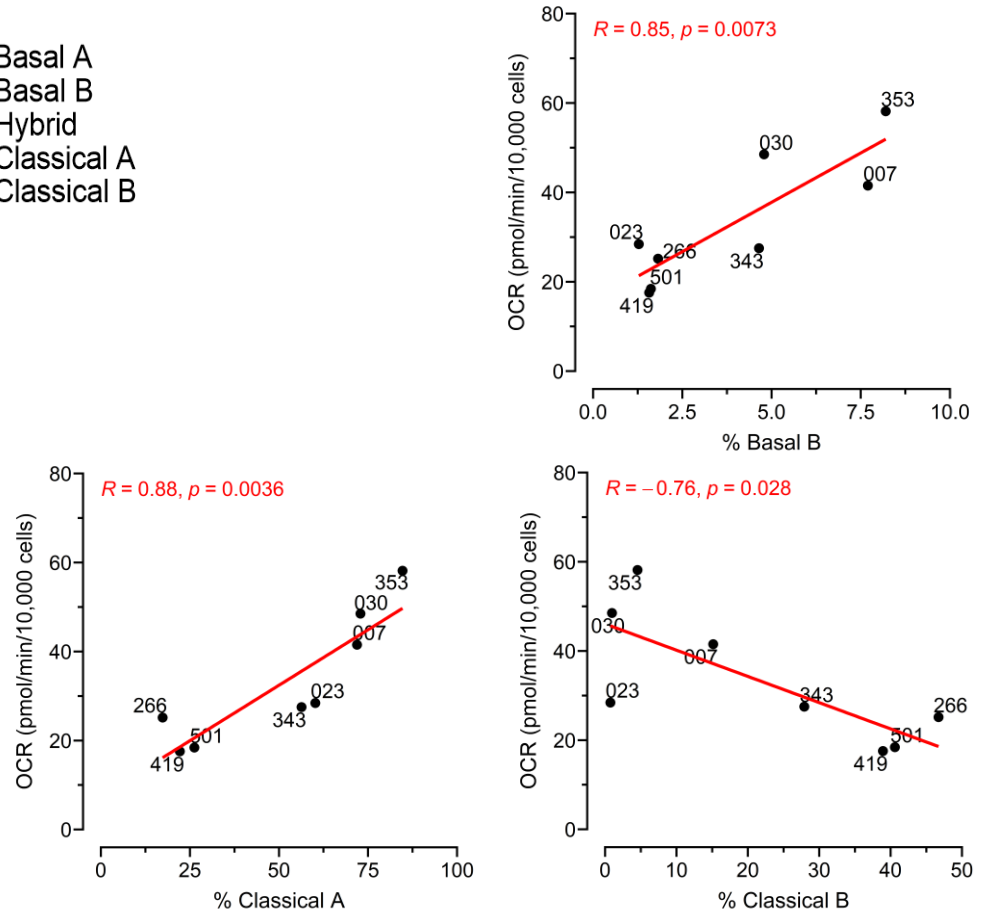 Basal A
Basal B
Hybrid
Classical A
Classical B
R = 0.85, p = 0.0073
OCR (pmol/min/10,000 cells)
80
60
40
20
0
353
030
007
023
266
343
501
419
0.0 2.5 5.0 7.5 10.0
% Basal B
R = 0.88, p = 0.0036
OCR (pmol/min/10,000 cells)
80
60
40
20
0
353
030
007
266
023
343
501
419
0 25 50 75 100
% Classical A
R = −0.76, p = 0.028
OCR (pmol/min/10,000 cells)
80
60
40
20
0
353
030
007
023
343
266
501
419
0 10 20 30 40 50
% Classical B